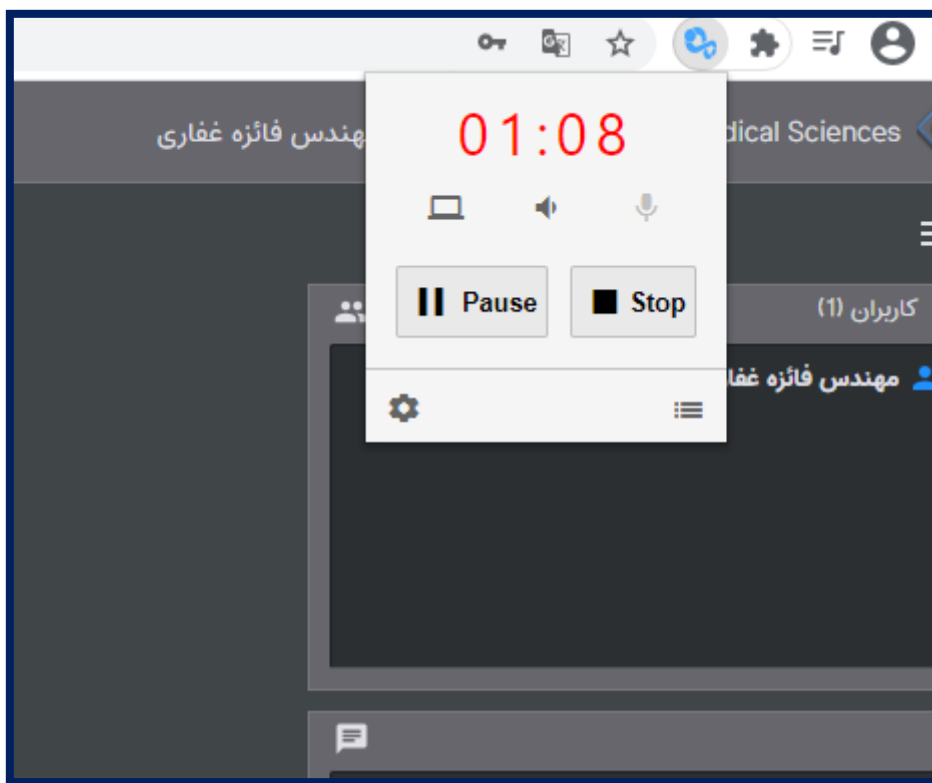 مهندس فائزه غفاری
01:08
dical Sciences
Pause
Stop
کاربران (1)
مهندس فائزه غفا